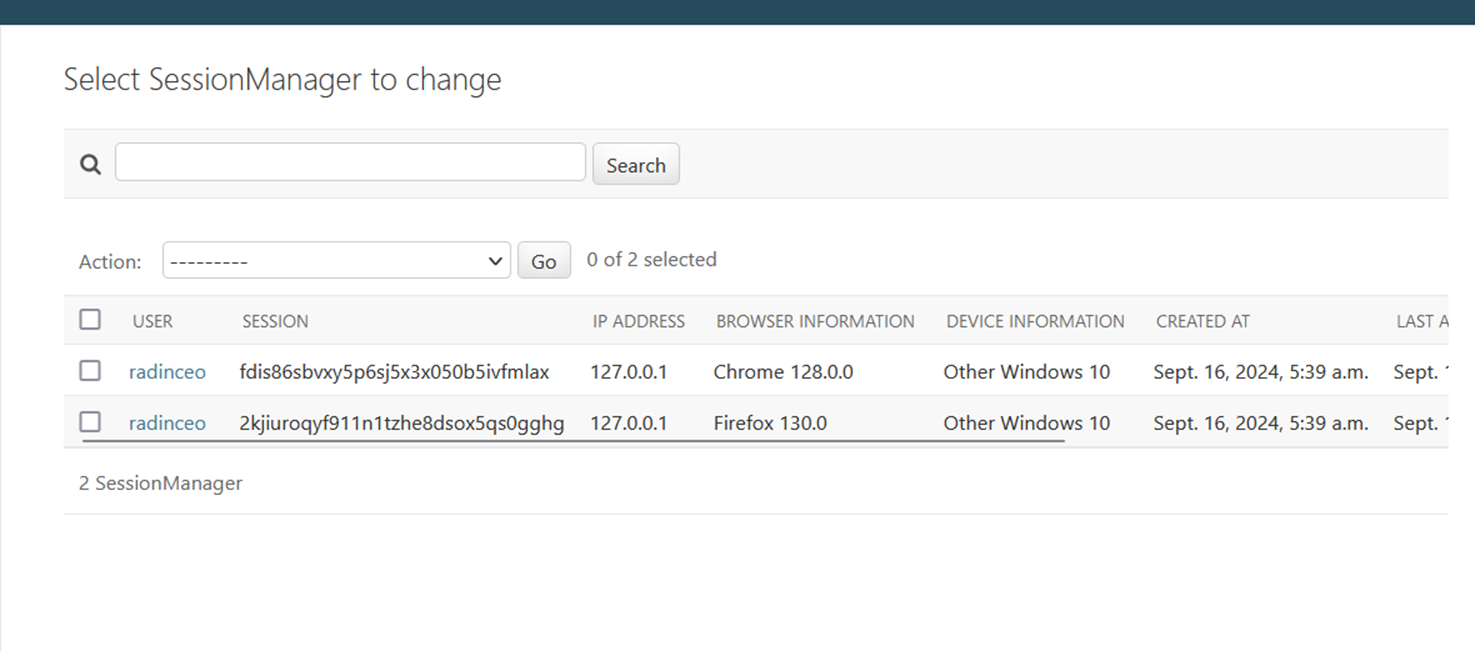 Select SessionManager to change
Search
Action: --------- Go 0 of 2 selected
USER SESSION IP ADDRESS BROWSER INFORMATION DEVICE INFORMATION CREATED AT LAST A
radinceo fdis86sbvxy5p6sj5x3x050b5ivfmlax 127.0.0.1 Chrome 128.0.0 Other Windows 10 Sept. 16, 2024, 5:39 a.m. Sept.
radinceo 2kjiuroqyf911n1tzhe8dsox5qs0gghg 127.0.0.1 Firefox 130.0 Other Windows 10 Sept. 16, 2024, 5:39 a.m. Sept.
2 SessionManager